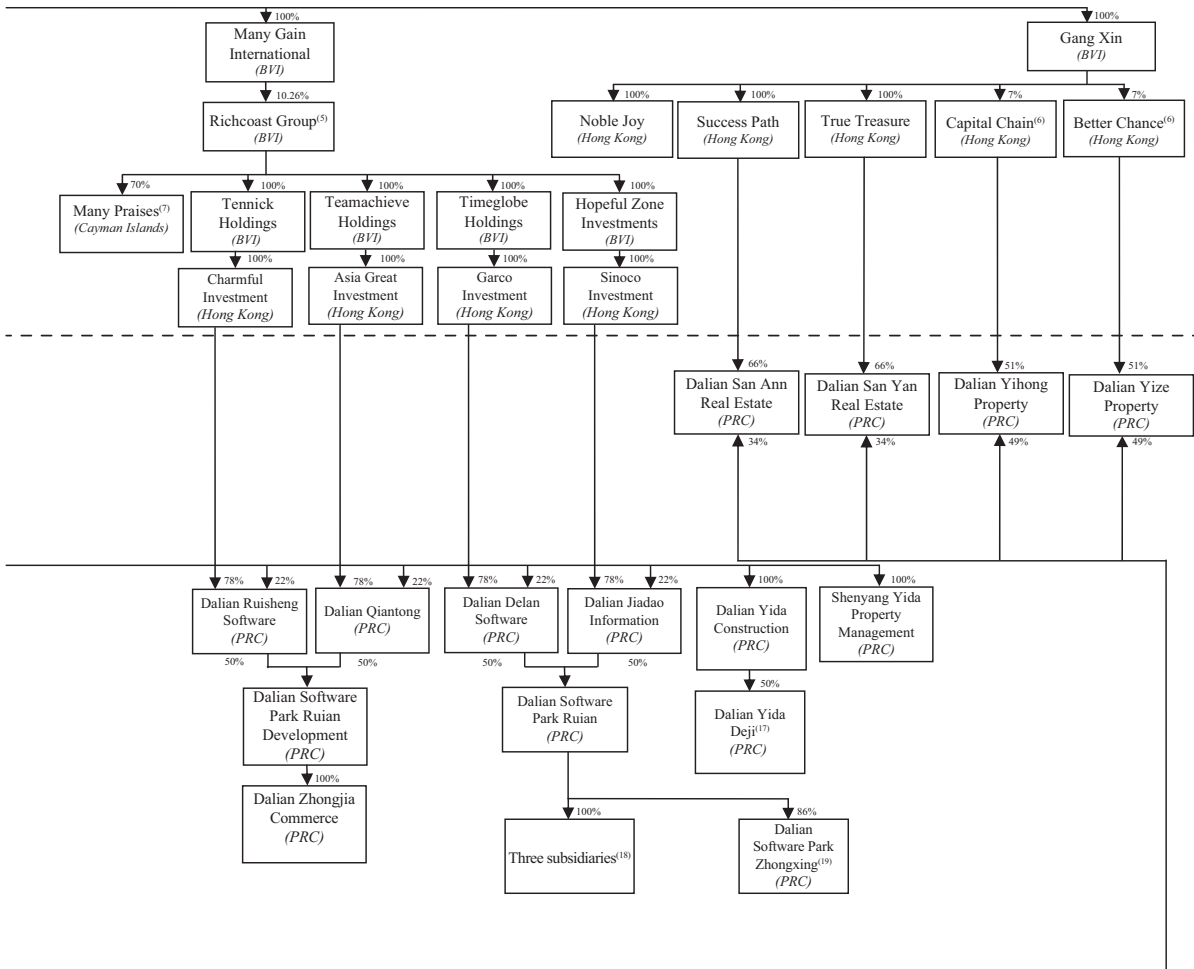 100%
100%
Many Gain
International
(BVI)
Gang Xin
(BVI)
10.26%
100%
100%
100%
7%
7%
Richcoast Group(5)
(BVI)
Noble Joy
(Hong Kong)
Success Path
(Hong Kong)
True Treasure
(Hong Kong)
Capital Chain(6)
(Hong Kong)
Better Chance(6)
(Hong Kong)
70%
100%
100%
100%
100%
Many Praises(7)
(Cayman Islands)
Tennick
Holdings
(BVI)
Teamachieve
Holdings
(BVI)
Timeglobe
Holdings
(BVI)
Hopeful Zone
Investments
(BVI)
100%
100%
100%
100%
Charmful
Investment
(Hong Kong)
Asia Great
Investment
(Hong Kong)
Garco
Investment
(Hong Kong)
Sinoco
Investment
(Hong Kong)
66%
66%
51%
51%
Dalian San Ann
Real Estate
(PRC)
Dalian San Yan
Real Estate
(PRC)
Dalian Yihong
Property
(PRC)
Dalian Yize
Property
(PRC)
34%
34%
49%
49%
78%
22%
78%
22%
78%
22%
78%
22%
100%
100%
Dalian Ruisheng
Software
(PRC)
Dalian Qiantong
(PRC)
Dalian Delan
Software
(PRC)
Dalian Jiadao
Information
(PRC)
Dalian Yida
Construction
(PRC)
Shenyang Yida
Property
Management
(PRC)
50%
50%
50%
50%
50%
Dalian Software
Park Ruian
Development
(PRC)
Dalian Software
Park Ruian
(PRC)
Dalian Yida
Deji(17)
(PRC)
100%
Dalian Zhongjia
Commerce
(PRC)
100%
86%
Three subsidiaries(18)
Dalian
Software Park
Zhongxing(19)
(PRC)